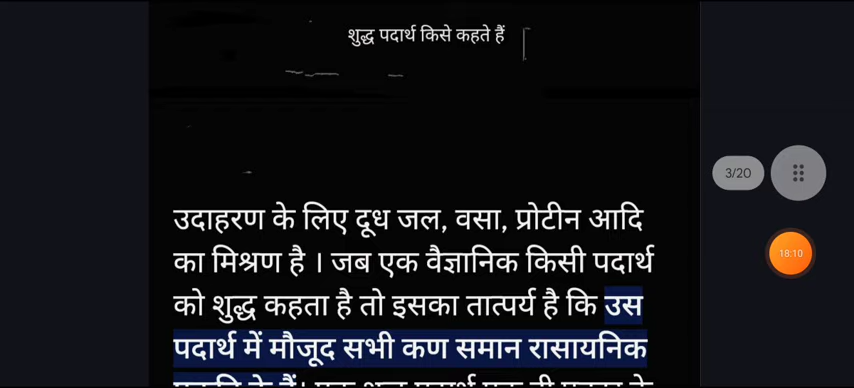 शुद्ध पदार्थ किसे कहते हैं
3/20
उदाहरण के लिए दूध जल, वसा, प्रोटीन आदि
18:10
का मिश्रण है । जब एक वैज्ञानिक किसी पदार्थ
को शुद्ध कहता है तो इसका तात्पर्य है कि उस
पदार्थ में मौजूद सभी कण समान रासायनिक